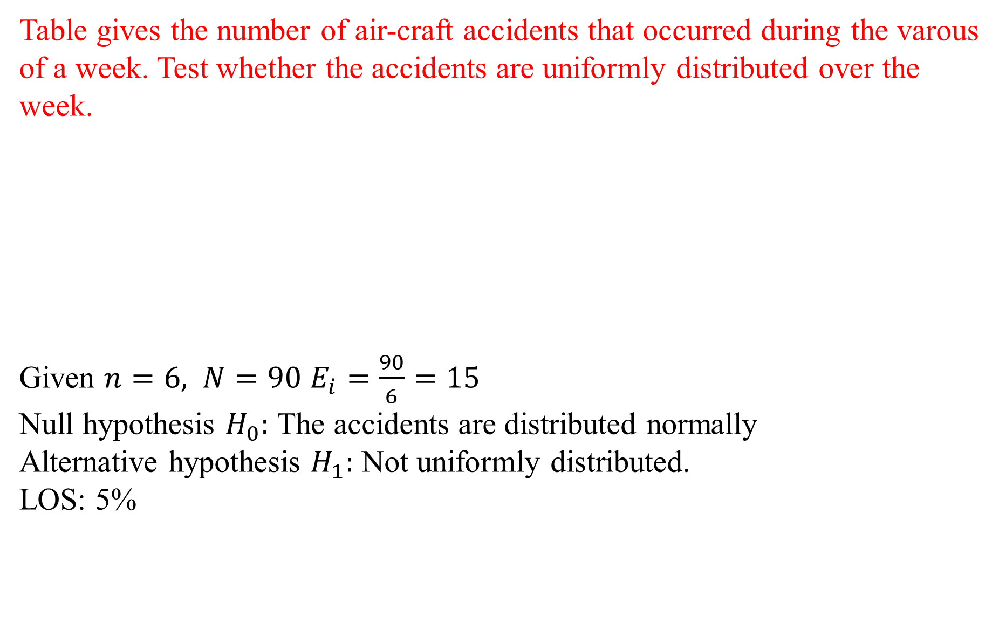 Table gives the number of air-craft accidents that occurred during the varous
of a week. Test whether the accidents are uniformly distributed over the
week.
Given n = 6, N = 90 E_i = 90/6 = 15
Null hypothesis H_0: The accidents are distributed normally
Alternative hypothesis H_1: Not uniformly distributed.
LOS: 5%